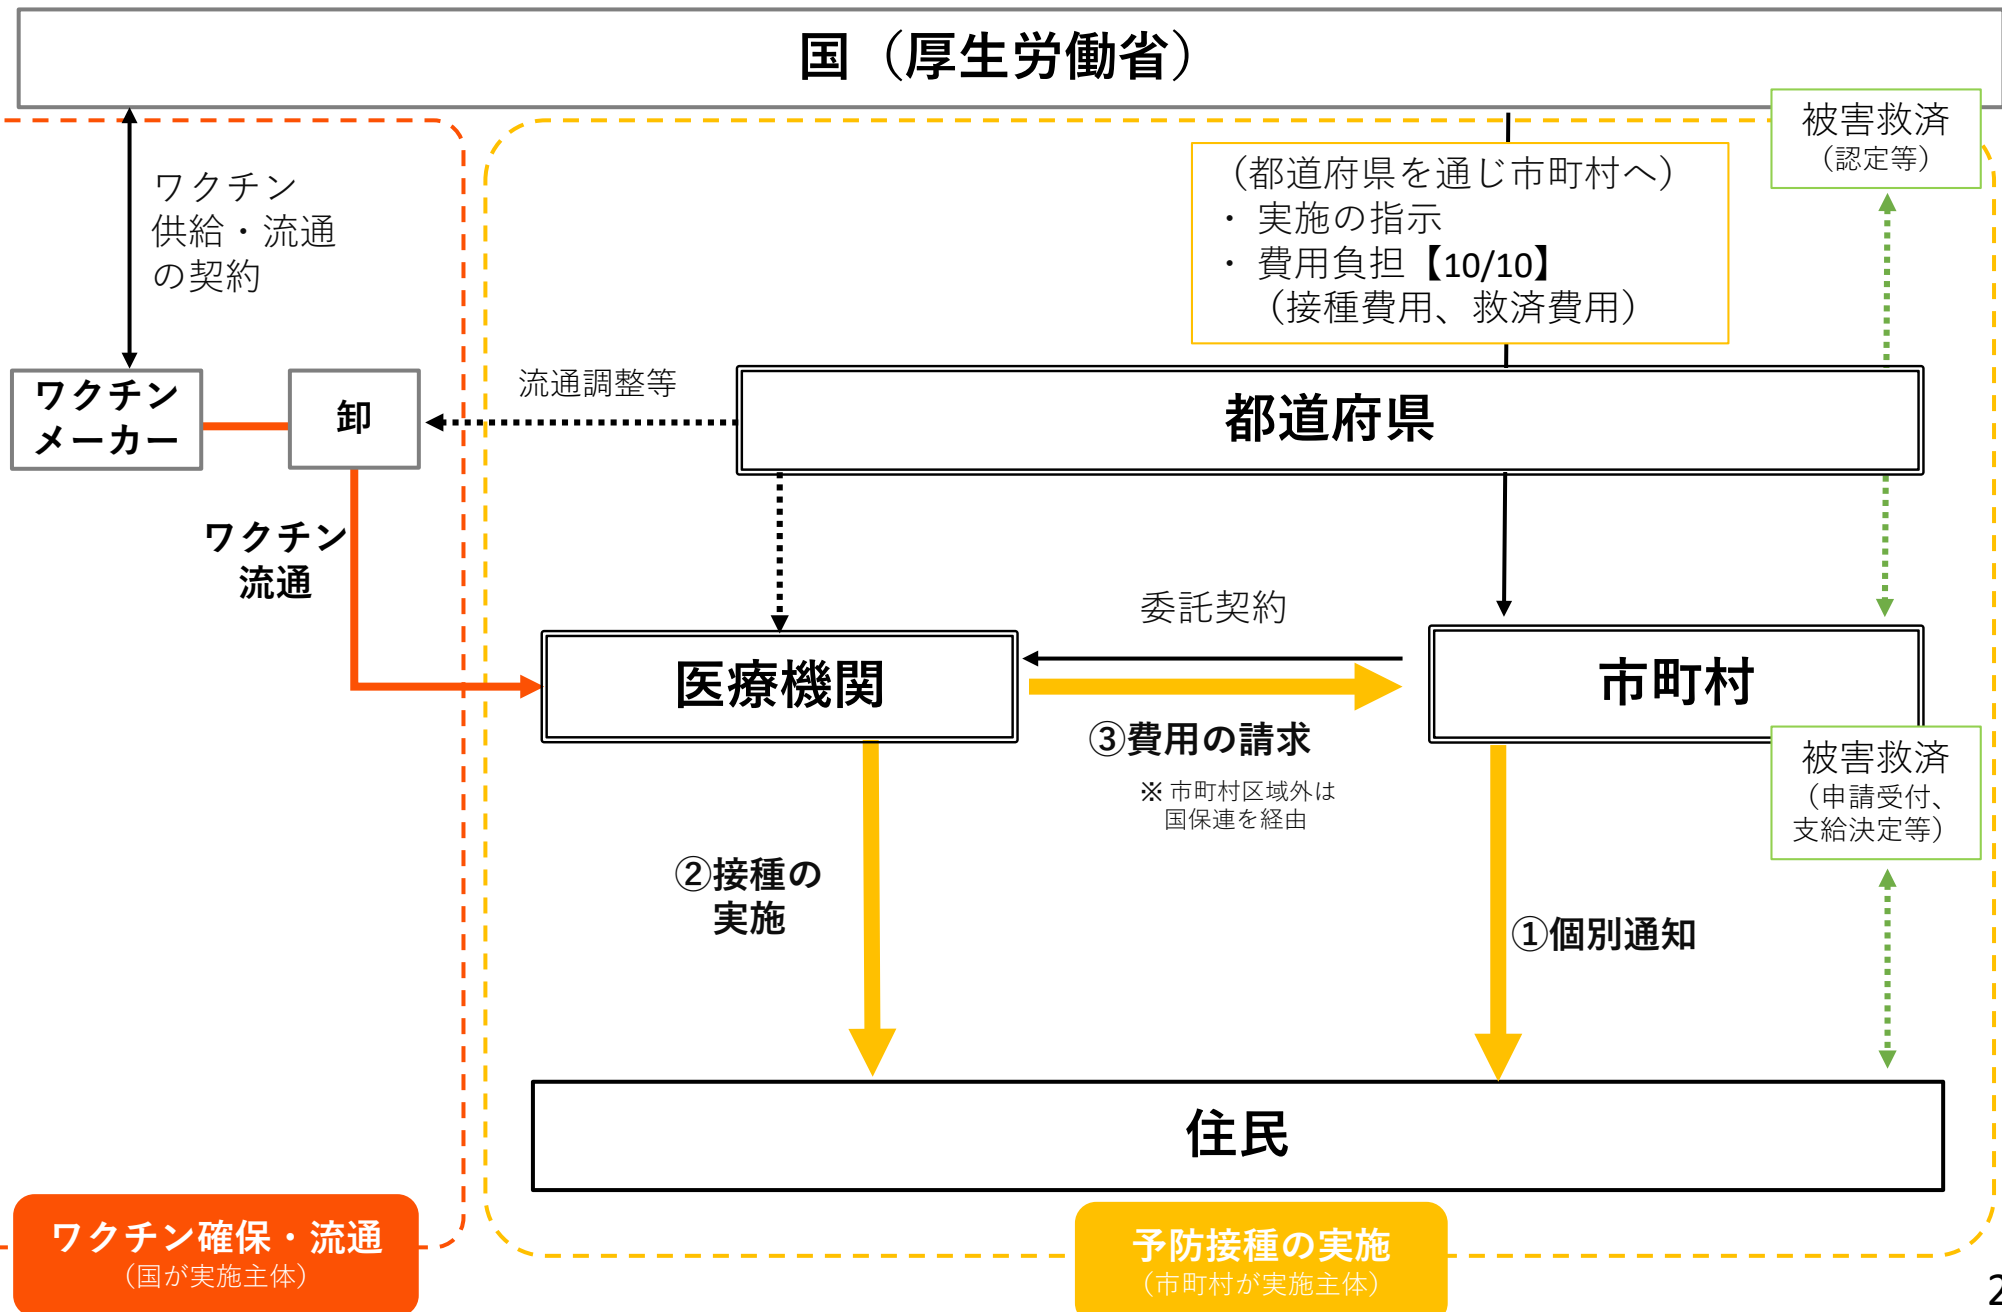 国（厚生労働省）
被害救済
（認定等）
（都道府県を通じ市町村へ）
・ 実施の指示
・ 費用負担【10/10】
（接種費用、救済費用）
ワクチン
供給・流通
の契約
ワクチン
メーカー
卸
流通調整等
都道府県
ワクチン
流通
委託契約
医療機関
市町村
③費用の請求
※ 市町村区域外は
国保連を経由
被害救済
（申請受付、
支給決定等）
②接種の
実施
①個別通知
住民
ワクチン確保・流通
（国が実施主体）
予防接種の実施
（市町村が実施主体）
2